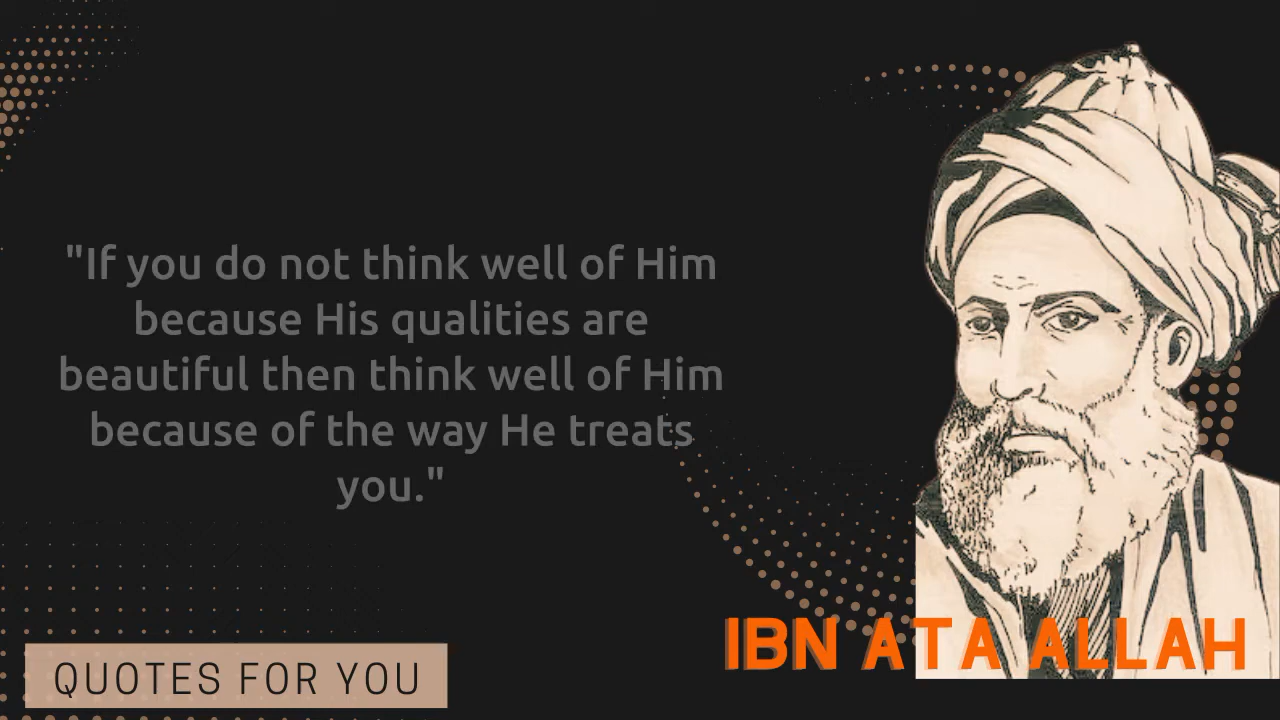 "If you do not think well of Him
because His qualities are
beautiful then think well of Him
because of the way He treats
you."
IBN ATA ALLAH
QUOTES FOR YOU